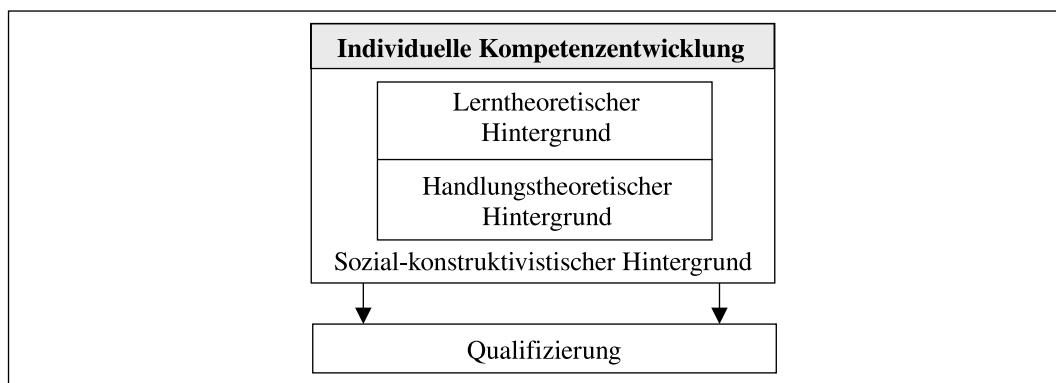 Individuelle Kompetenzentwicklung
Lerntheoretischer
Hintergrund
Handlungstheoretischer
Hintergrund
Sozial-konstruktivistischer Hintergrund
Qualifizierung